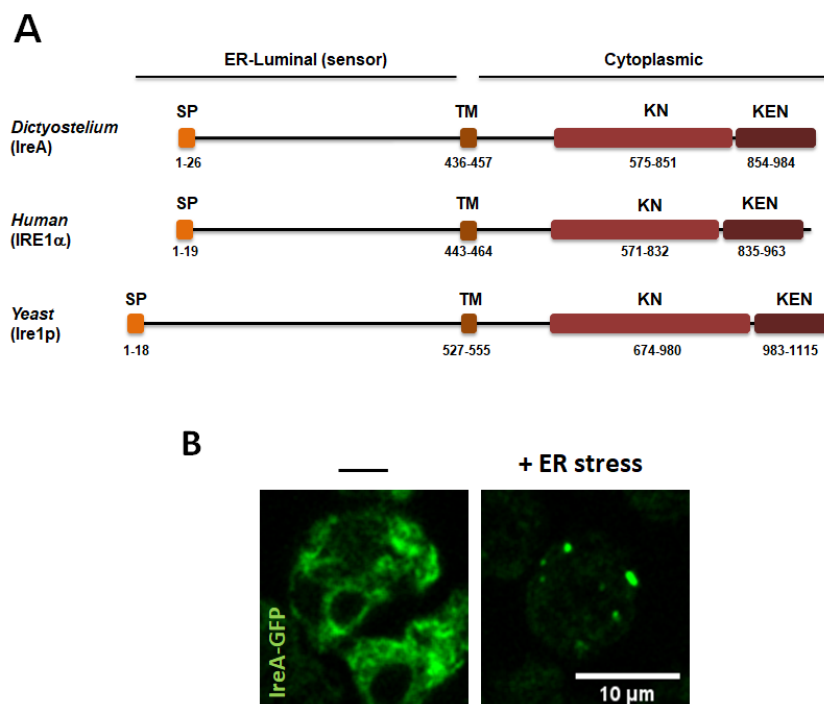 A
ER-Luminal (sensor) Cytoplasmic
SP TM KN KEN
Dictyostelium
(IreA)
1-26 436-457 575-851 854-984
SP TM KN KEN
Human
(IRE1α)
1-19 443-464 571-832 835-963
SP TM KN KEN
Yeast
(Ire1p)
1-18 527-555 674-980 983-1115
B
+ ER stress
IreA-GFP
10 μm